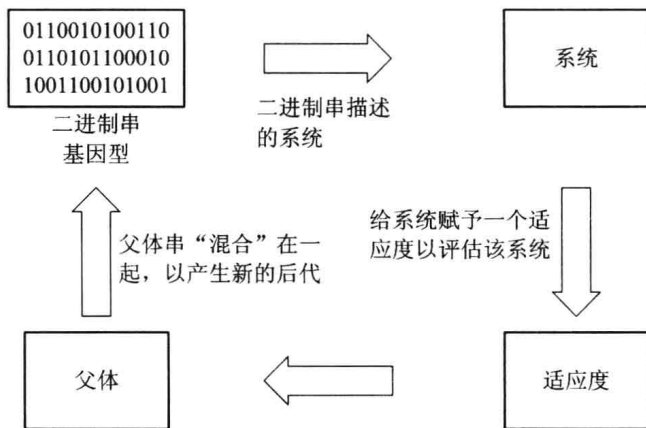 0110010100110
0110101100010
1001100101001
二进制串
基因型
二进制串描述
的系统
系统
给系统赋予一个适
应度以评估该系统
父体串“混合”在一
起，以产生新的后代
父体
适应度